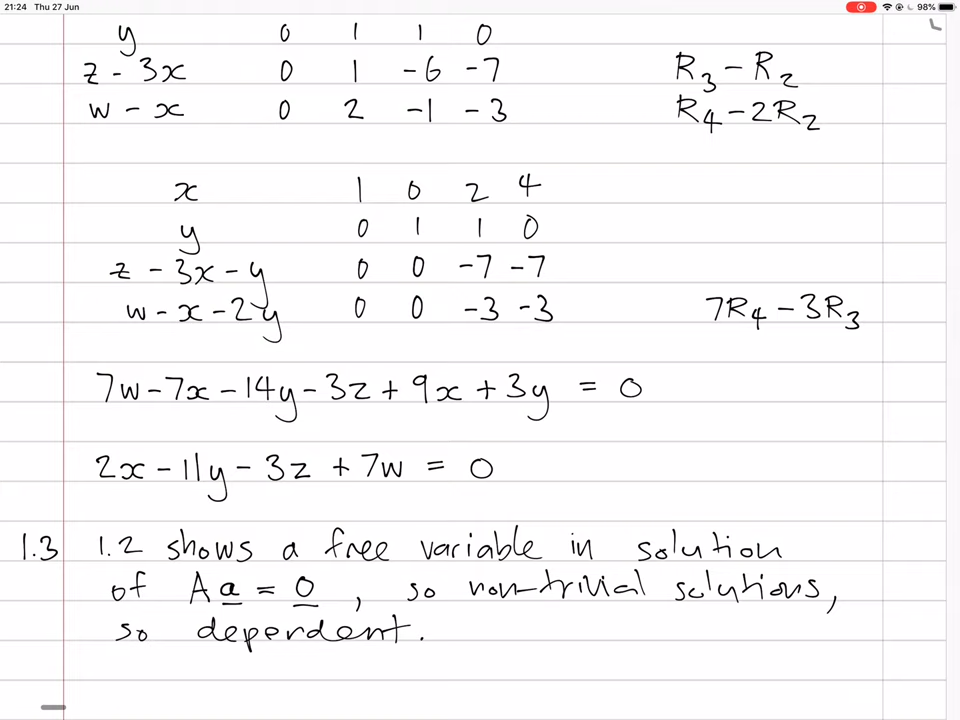 21:24 Thu 27 Jun 98%
y 0 1 1 0
z - 3x 0 1 -6 -7 R₃ - R₂
w - x 0 2 -1 -3 R₄ - 2R₂
x 1 0 2 4
y 0 1 1 0
z - 3x - y 0 0 -7 -7
w - x - 2y 0 0 -3 -3 7R₄ - 3R₃
7w - 7x - 14y - 3z + 9x + 3y = 0
2x - 11y - 3z + 7w = 0
1.3 1.2 shows a free variable in solution
of Aa = 0, so non-trivial solutions,
so dependent.